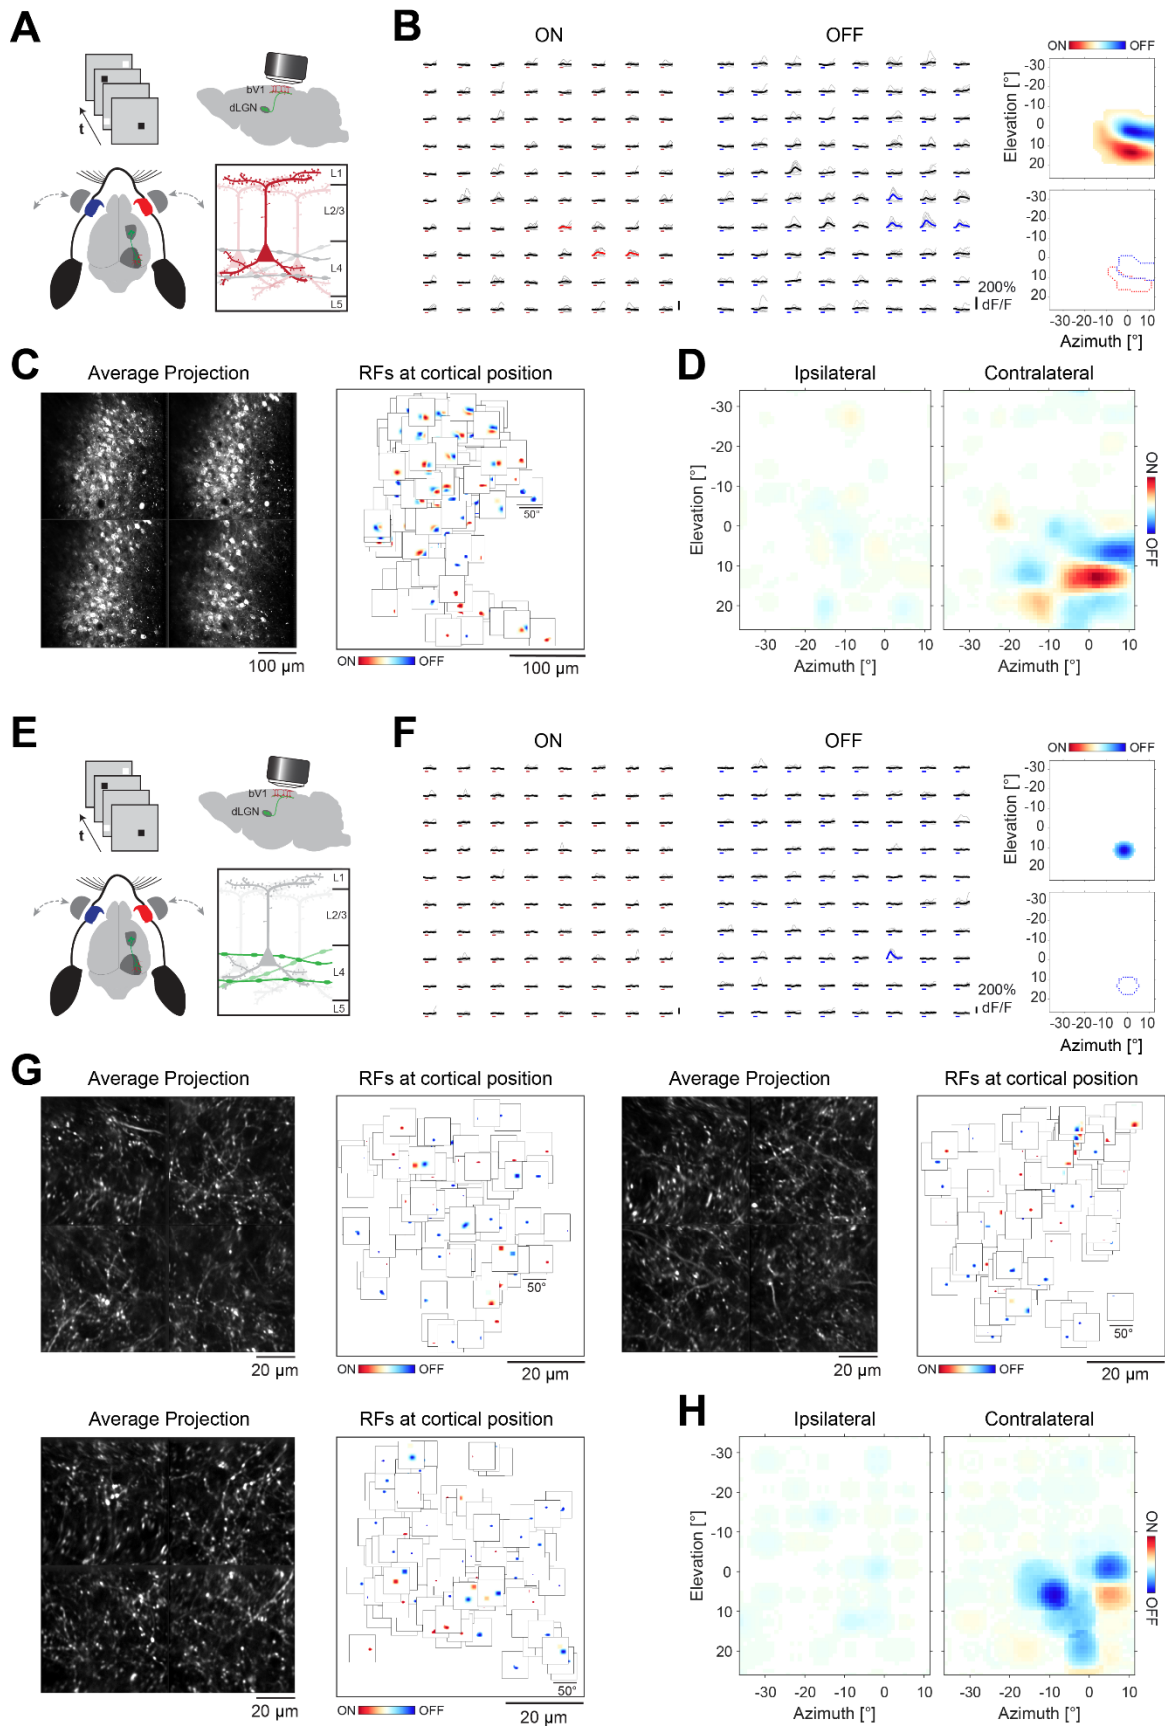 A
t
bV1
dLGN
L1
L2/3
L4
L5
B
ON
OFF
200%
dF/F
ON OFF
Elevation [°]
-30
-20
-10
0
10
20
-30
-20
-10
0
10
20
-30 -20 -10 0 10
Azimuth [°]
C
Average Projection
100 µm
RFs at cortical position
50°
ON OFF
100 µm
D
Ipsilateral
Contralateral
Elevation [°]
-30
-20
-10
0
10
20
-30 -20 -10 0 10
Azimuth [°]
-30 -20 -10 0 10
Azimuth [°]
ON
OFF
E
t
bV1
dLGN
L1
L2/3
L4
L5
F
ON
OFF
200%
dF/F
ON OFF
Elevation [°]
-30
-20
-10
0
10
20
-30
-20
-10
0
10
20
-30 -20 -10 0 10
Azimuth [°]
G
Average Projection
20 µm
RFs at cortical position
50°
ON OFF
20 µm
Average Projection
20 µm
RFs at cortical position
50°
ON OFF
20 µm
Average Projection
20 µm
RFs at cortical position
50°
ON OFF
20 µm
H
Ipsilateral
Contralateral
Elevation [°]
-30
-20
-10
0
10
20
-30 -20 -10 0 10
Azimuth [°]
-30 -20 -10 0 10
Azimuth [°]
ON
OFF